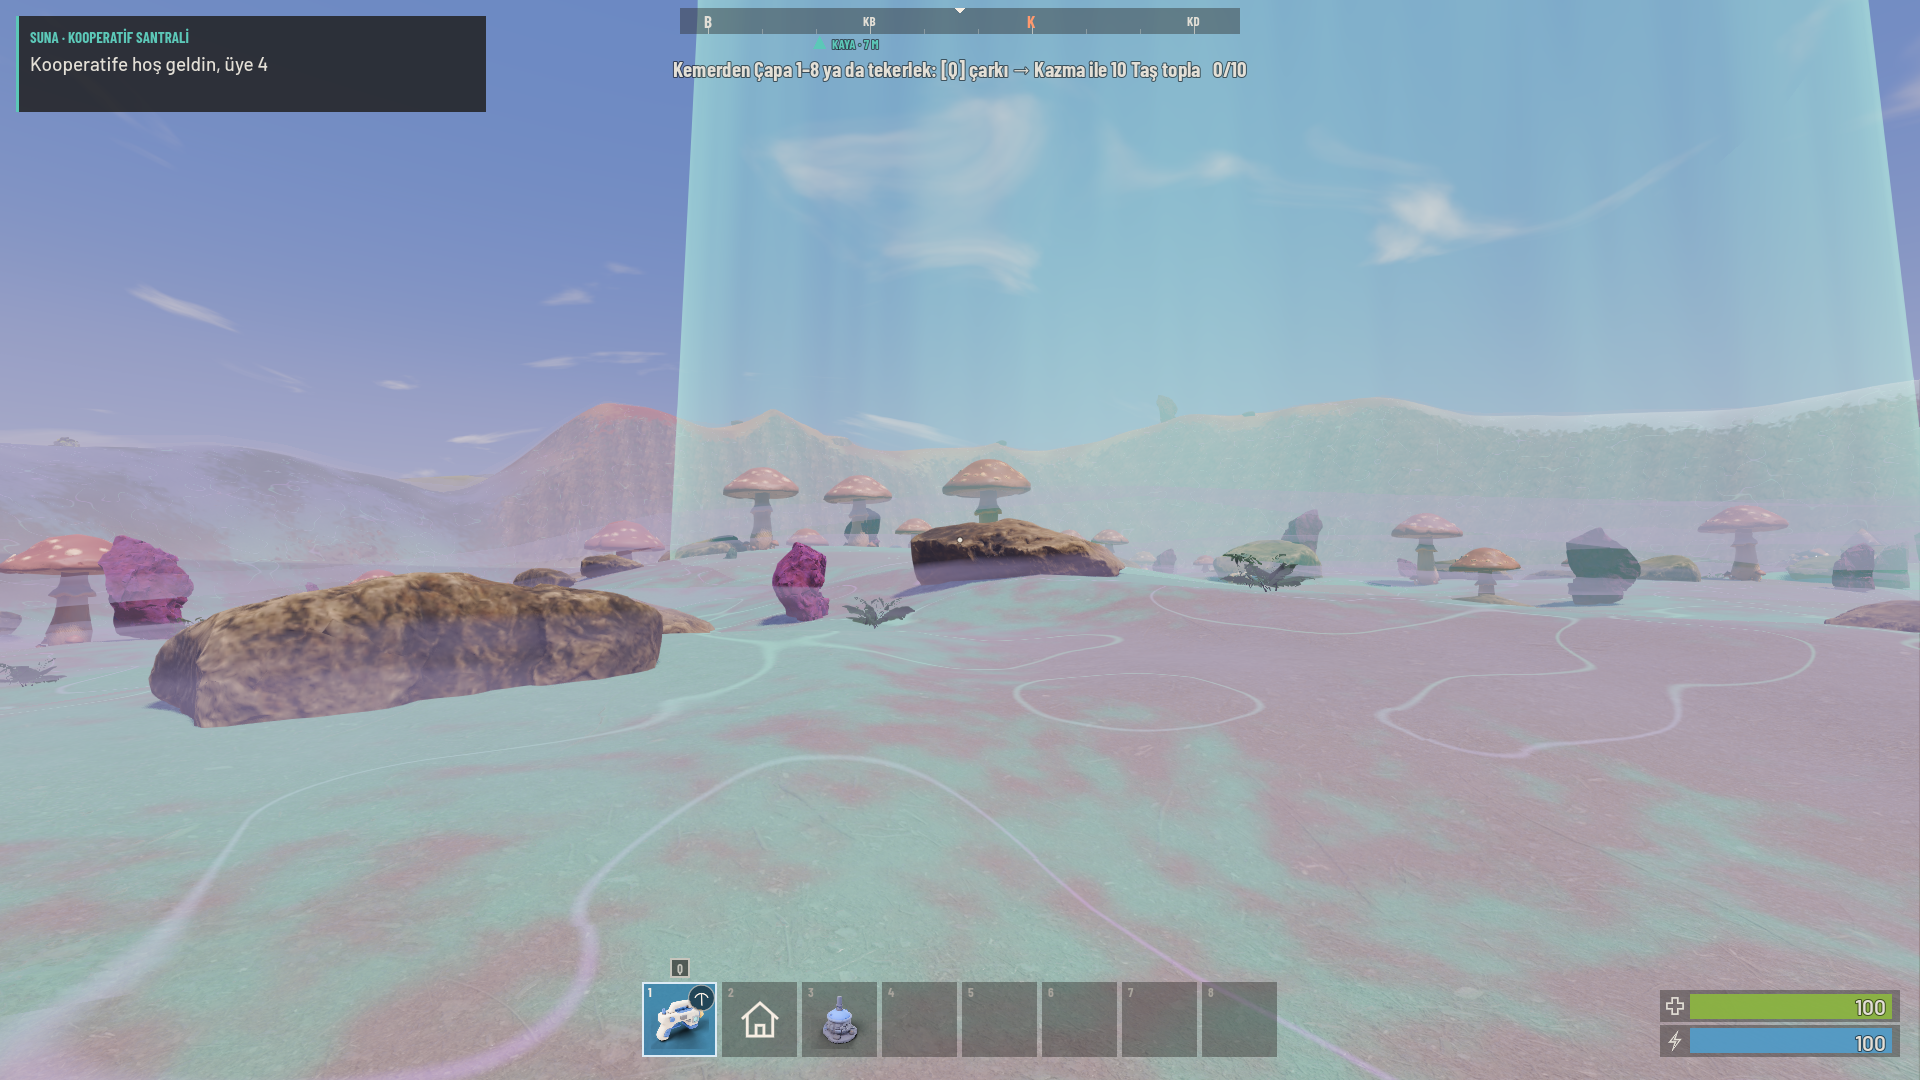 SUNA · KOOPERATİF SANTRALİ
Kooperatife hoş geldin, üye 4
B KB K KD
KAYA · 7 M
Kemerden Çapa 1-8 ya da tekerlek: [Q] çarkı → Kazma ile 10 Taş topla 0/10
Q
1 2 3 4 5 6 7 8
100
100